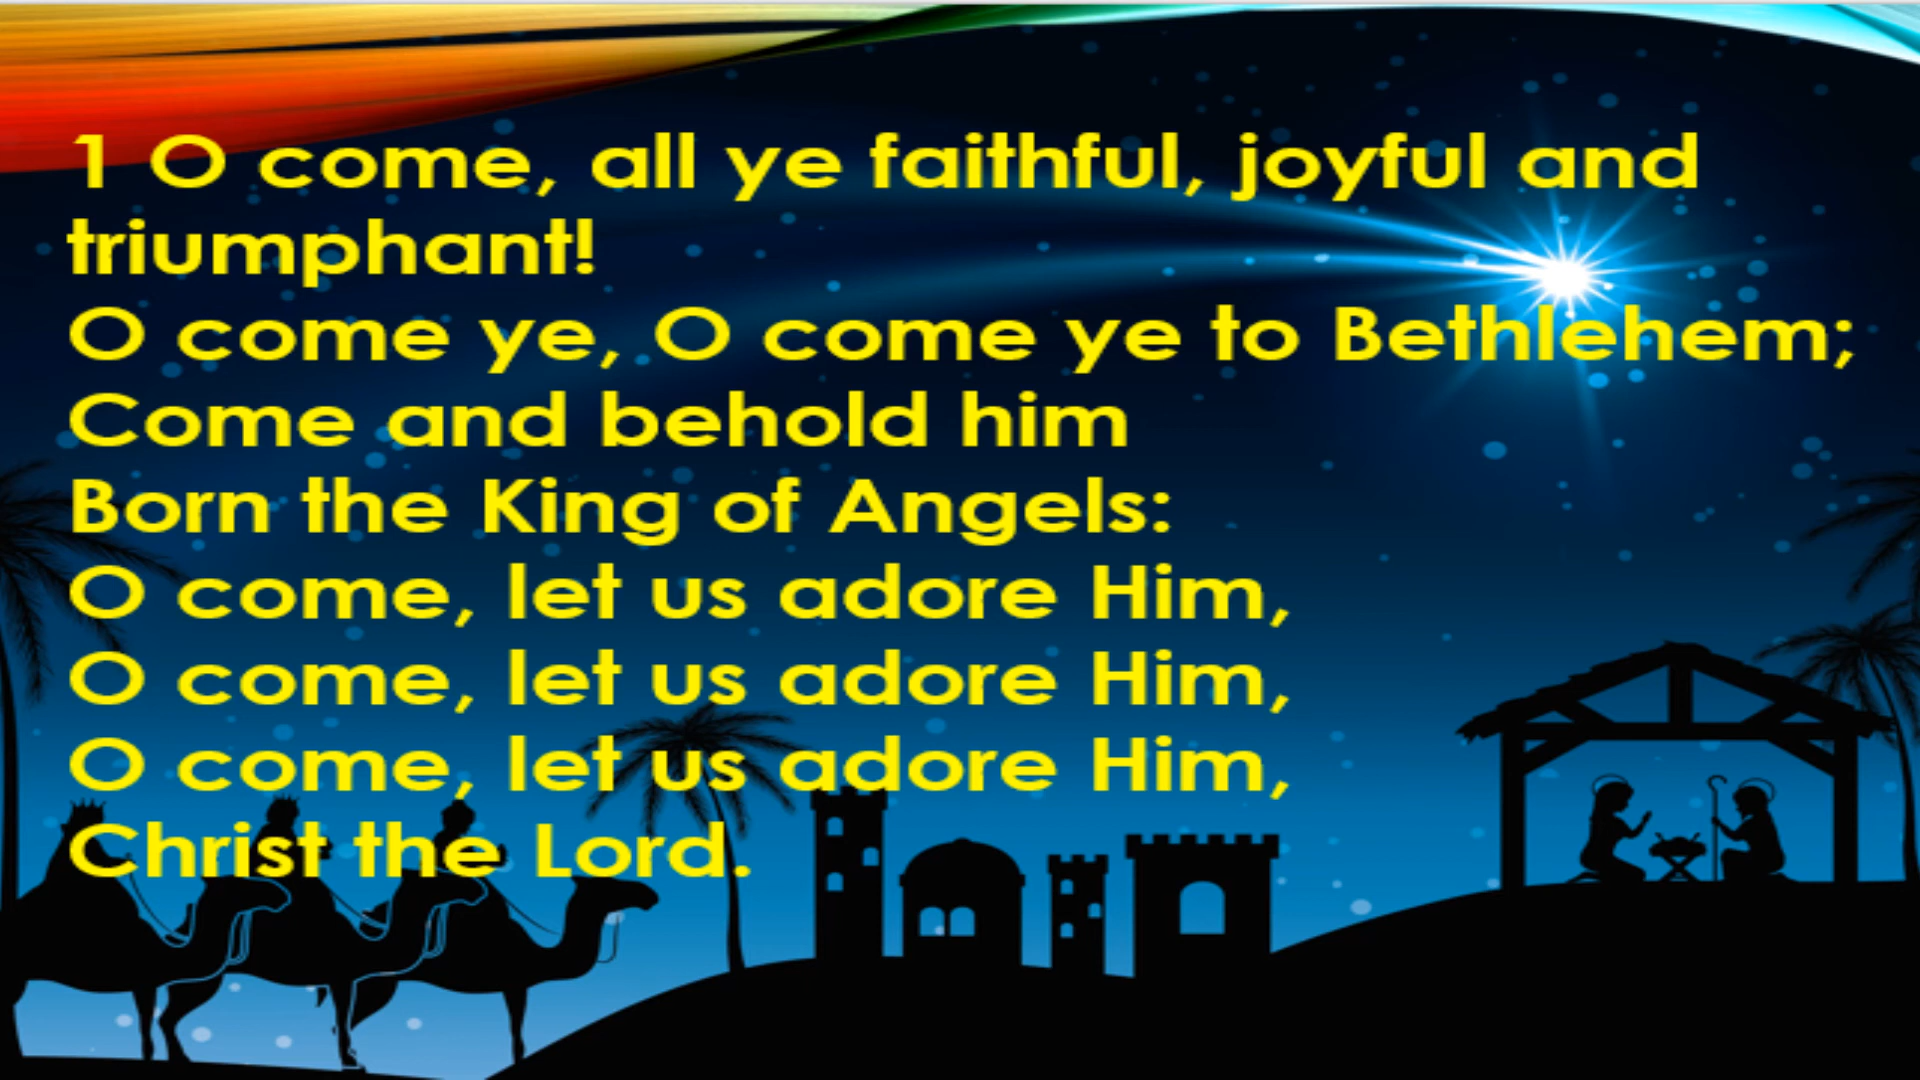 1 O come, all ye faithful, joyful and
triumphant!
O come ye, O come ye to Bethlehem;
Come and behold him
Born the King of Angels:
O come, let us adore Him,
O come, let us adore Him,
O come, let us adore Him,
Christ the Lord.